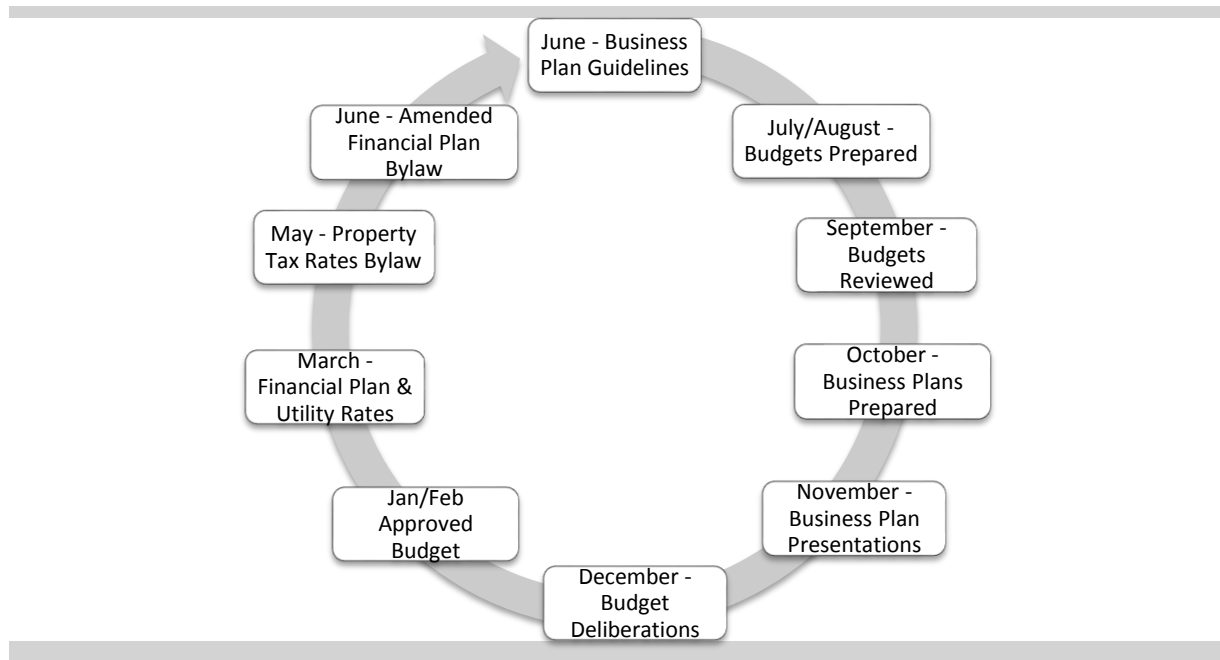 June - Business
Plan Guidelines
July/August -
Budgets Prepared
September -
Budgets
Reviewed
October -
Business Plans
Prepared
November -
Business Plan
Presentations
December -
Budget
Deliberations
Jan/Feb
Approved
Budget
March -
Financial Plan &
Utility Rates
May - Property
Tax Rates Bylaw
June - Amended
Financial Plan
Bylaw